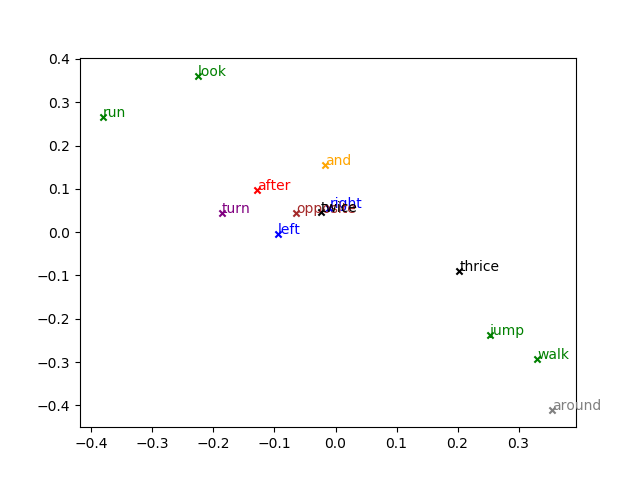 0.4
0.3
0.2
0.1
0.0
−0.1
−0.2
−0.3
−0.4
look
run
and
after
right
turn
opposite
twice
left
thrice
jump
walk
around
−0.4 −0.3 −0.2 −0.1 0.0 0.1 0.2 0.3